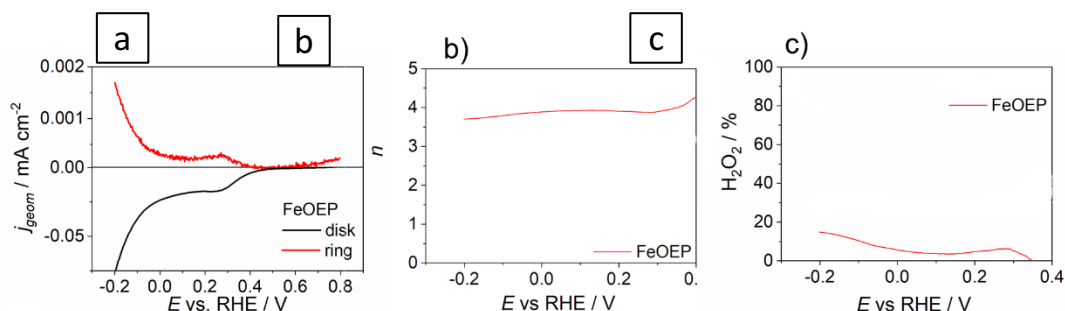 a
b
b)
c
c)
0.002
0.001
0.00
-0.05
j_geom / mA cm⁻²
FeOEP
disk
ring
-0.2 0.0 0.2 0.4 0.6 0.8
E vs. RHE / V
5
4
3
2
1
0
n
FeOEP
-0.2 0.0 0.2 0.4
E vs RHE / V
100
80
60
40
20
0
H₂O₂ / %
FeOEP
-0.2 0.0 0.2 0.4
E vs RHE / V